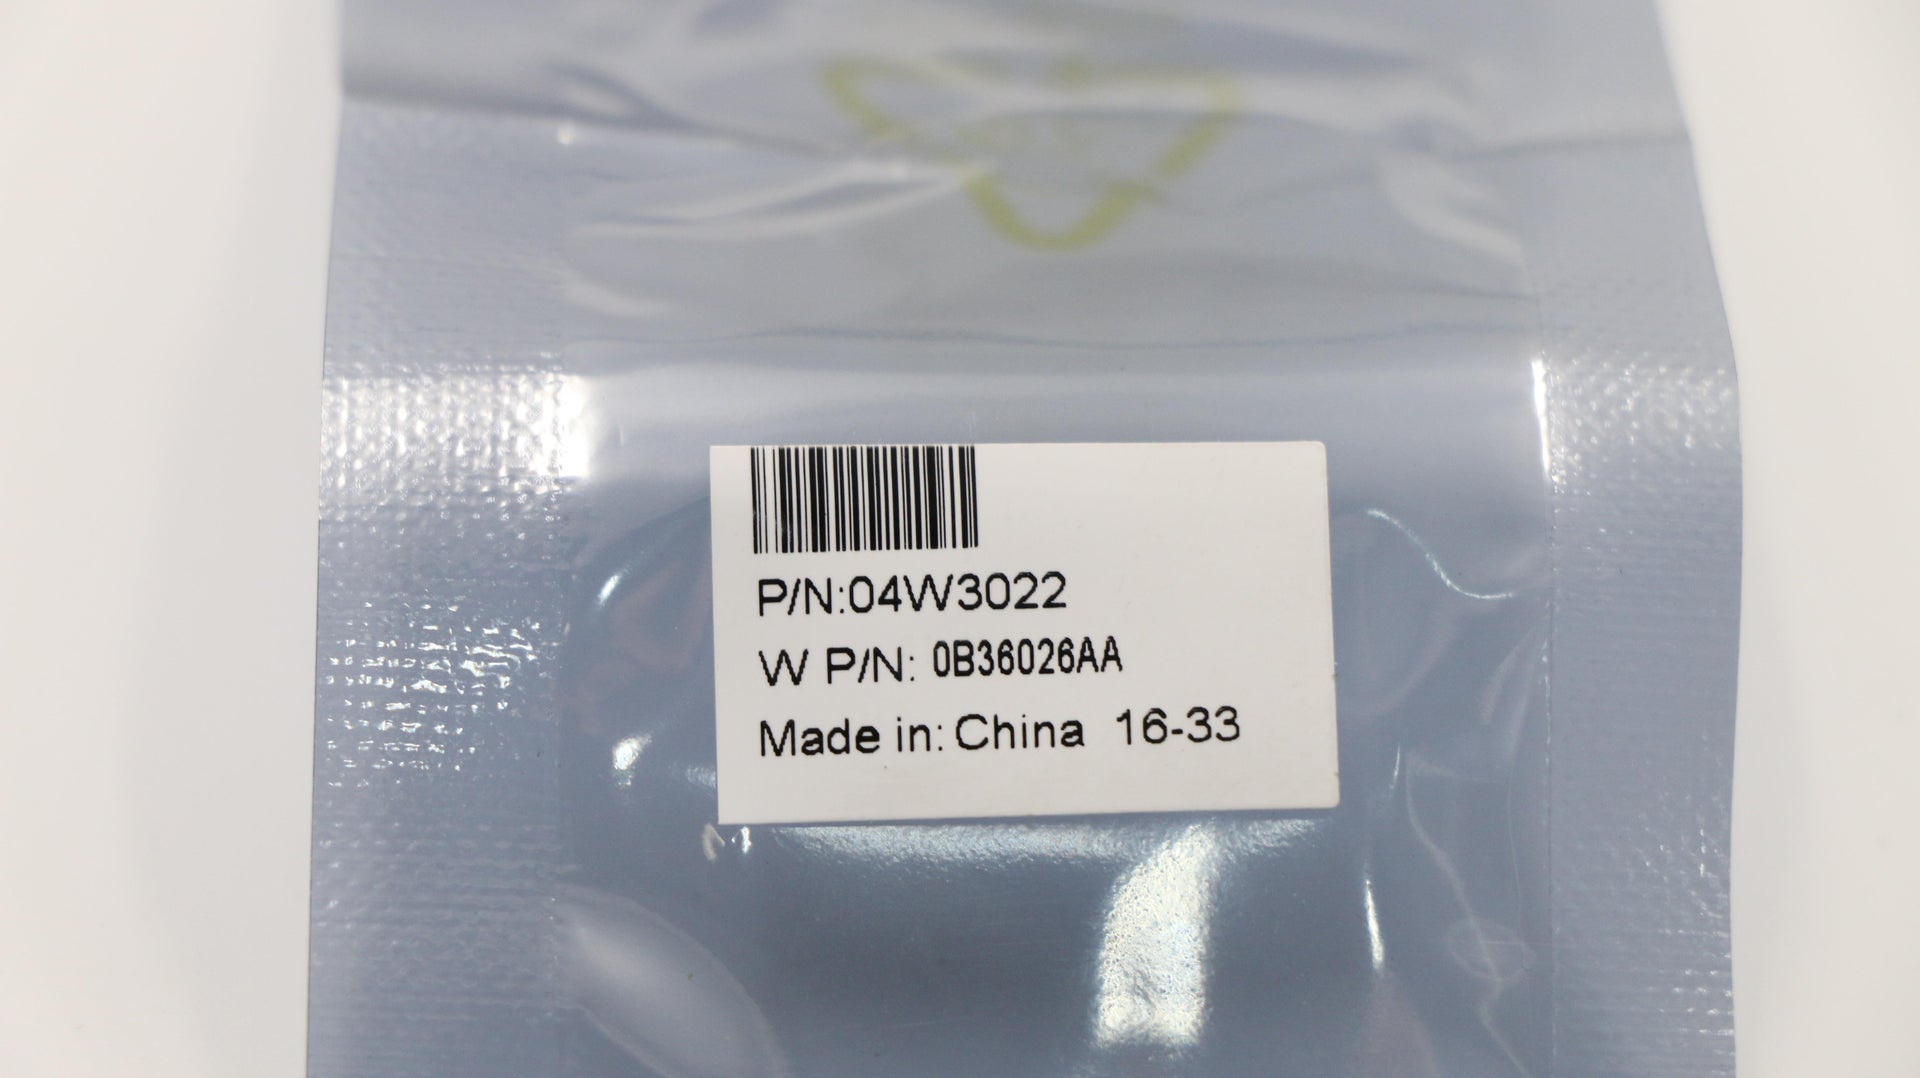 P/N:04W3022
W P/N: 0B36026AA
Made in: China 16-33